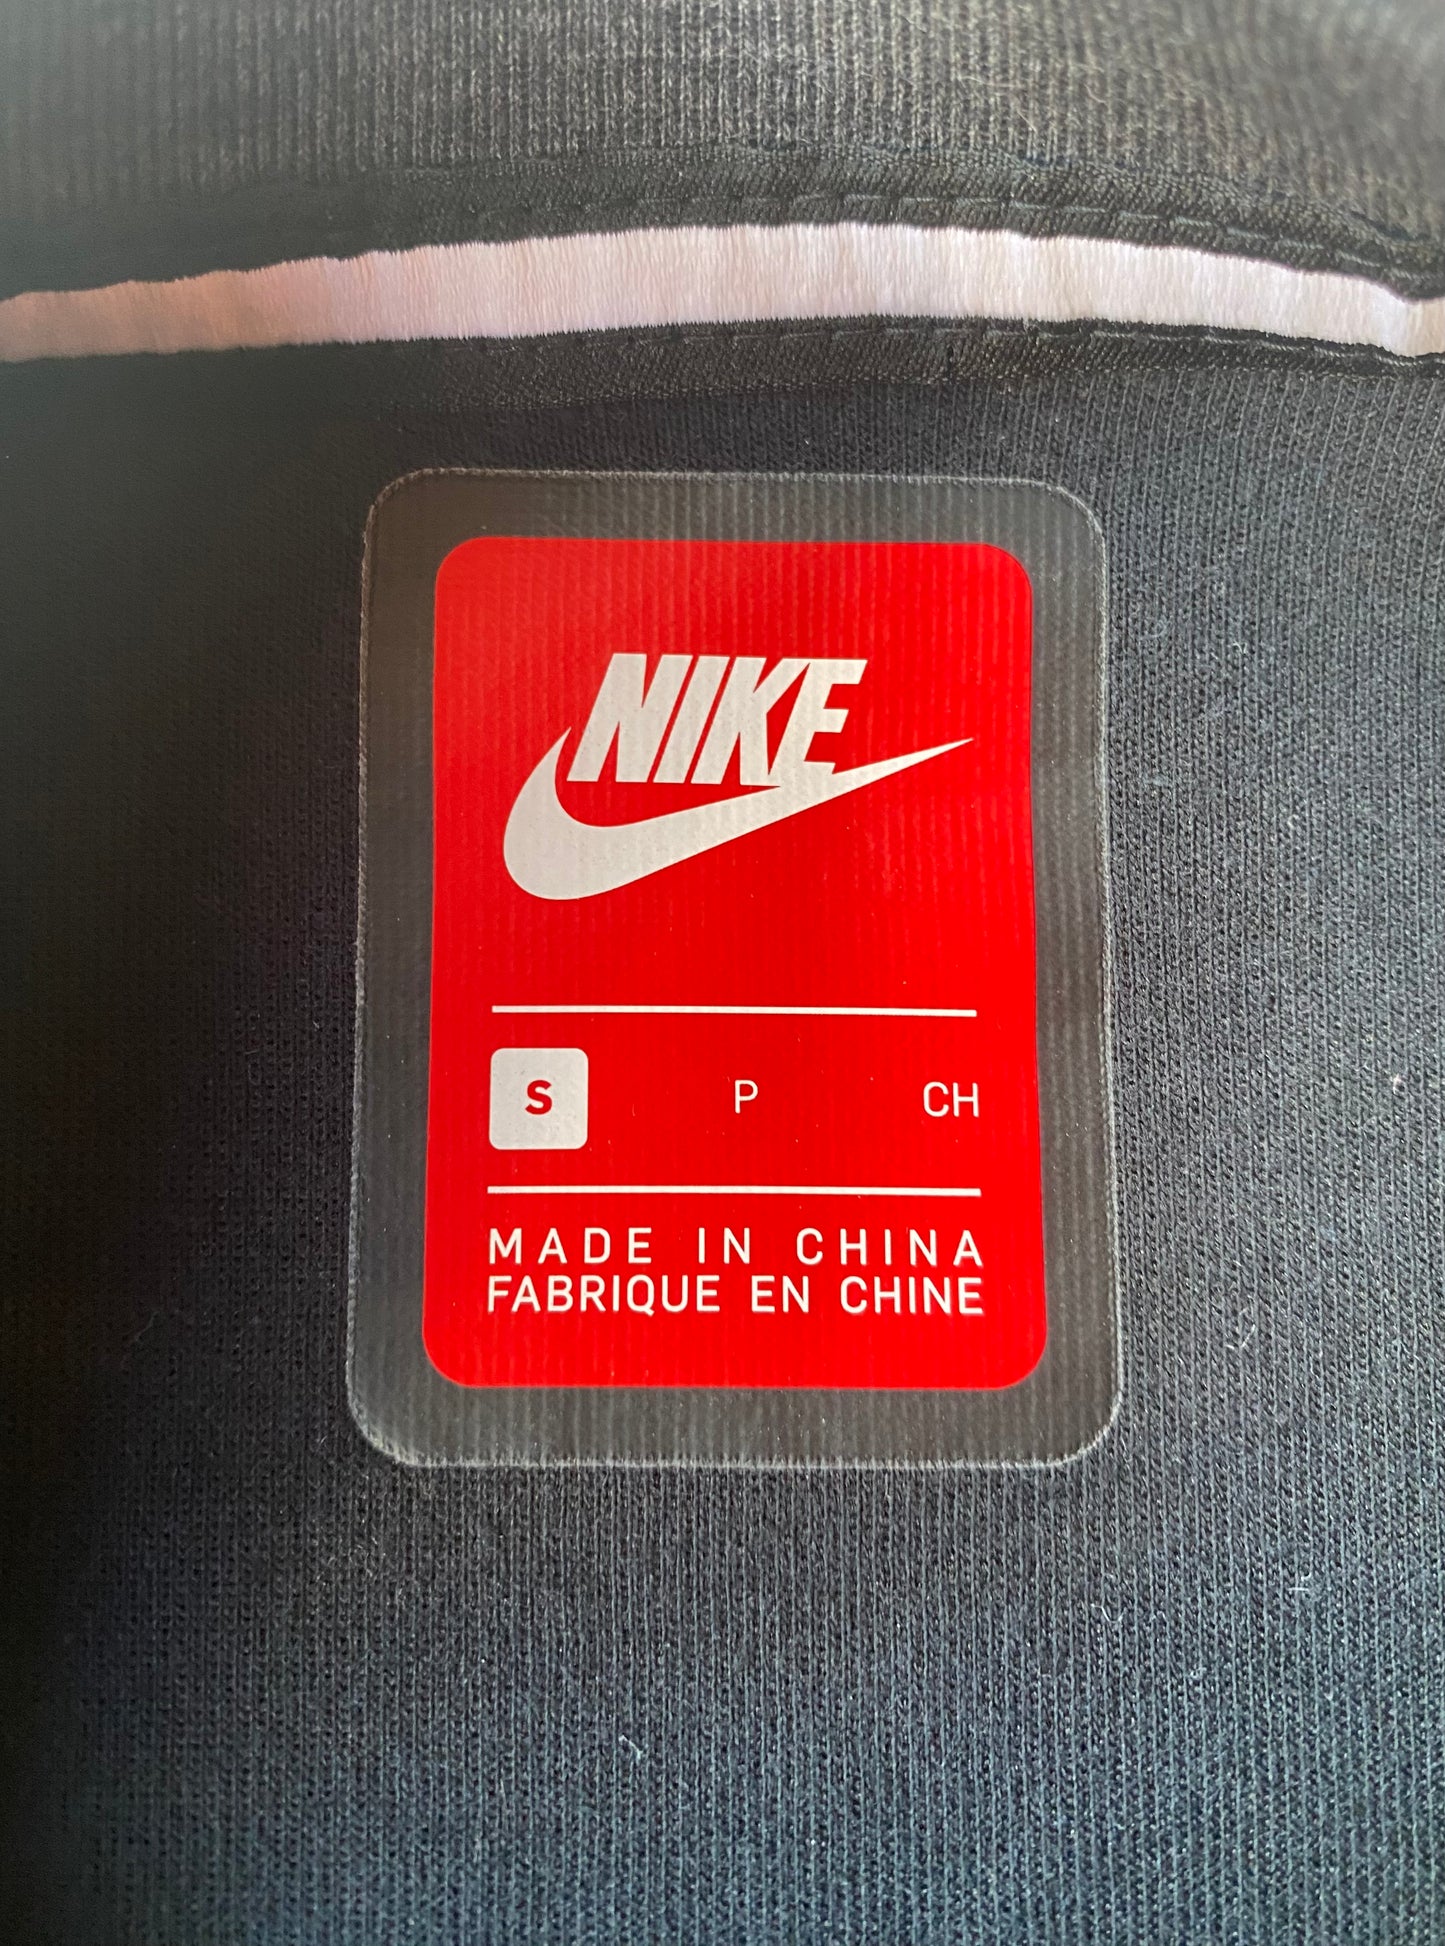 NIKE
S P CH
MADE IN CHINA
FABRIQUE EN CHINE